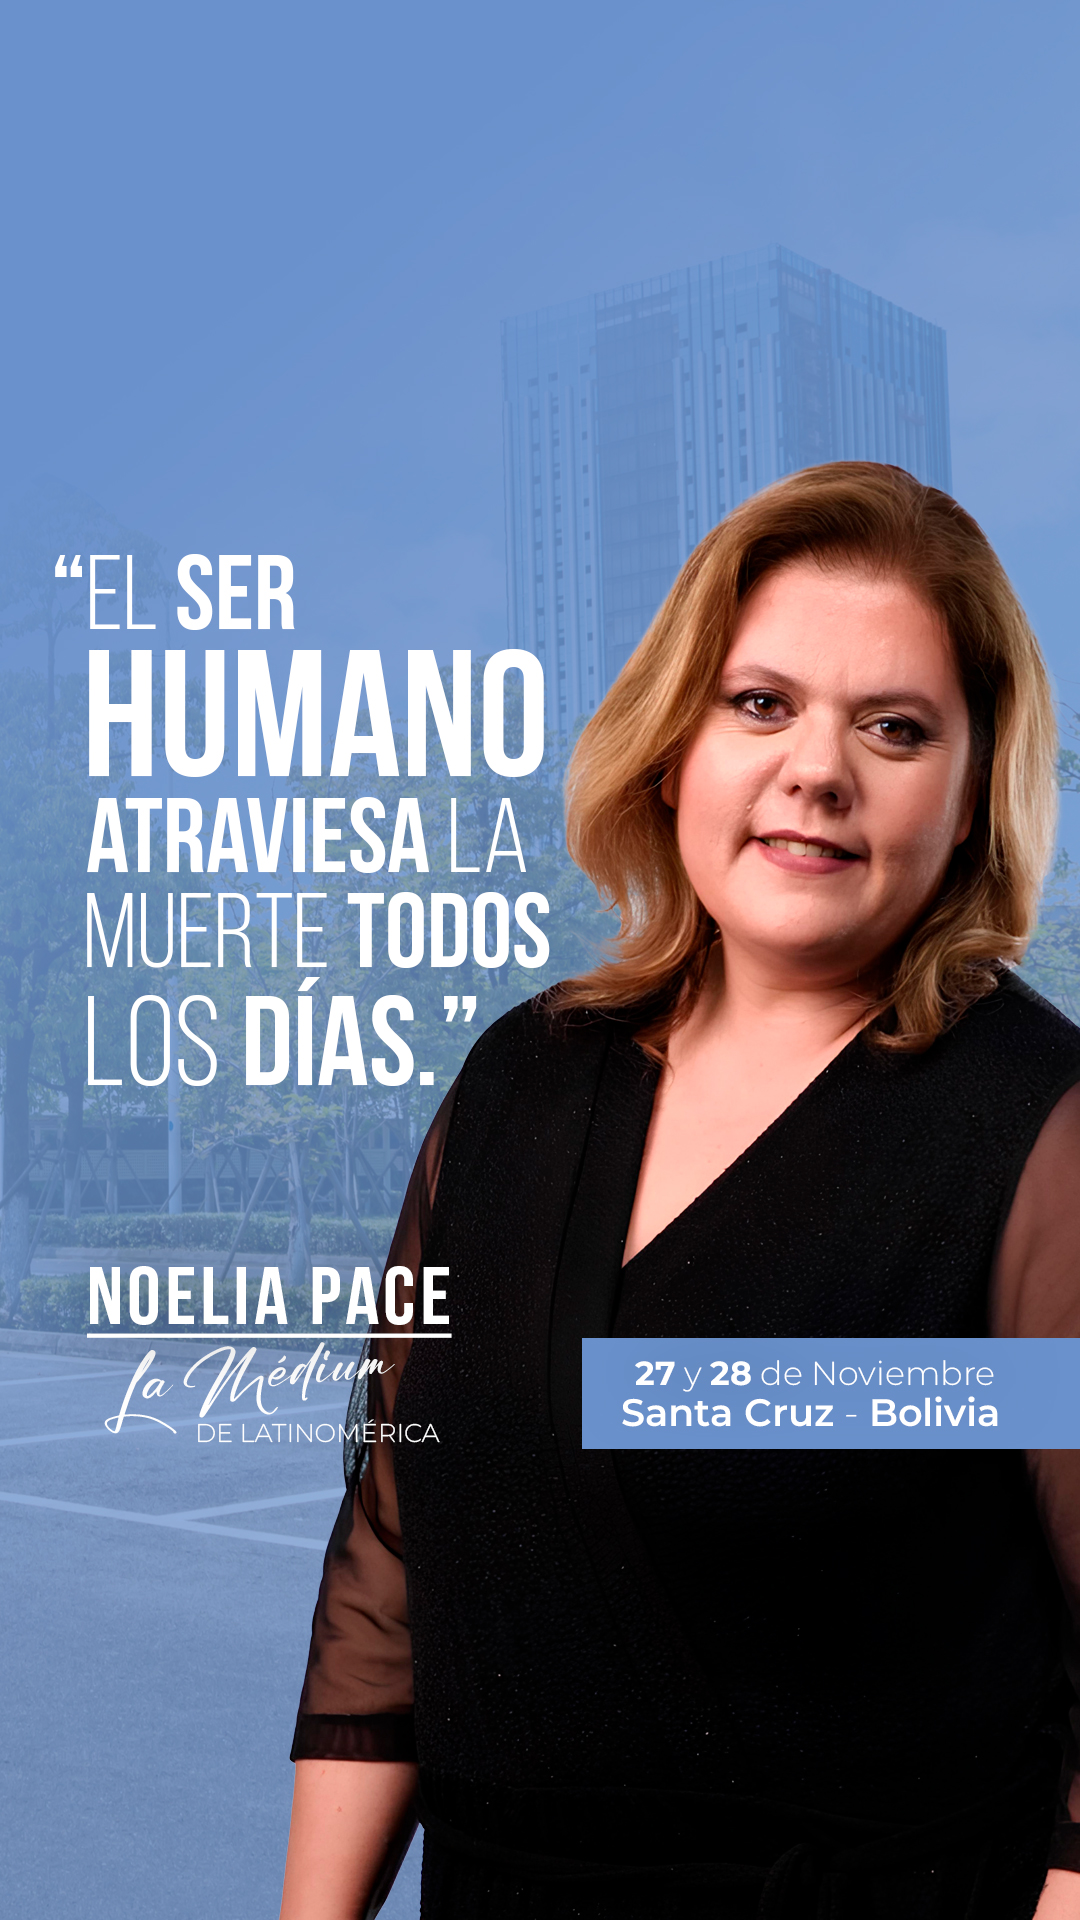 “EL SER
HUMANO
ATRAVIESA LA
MUERTE TODOS
LOS DÍAS.”
NOELIA PACE
La Médium
DE LATINOMÉRICA
27 y 28 de Noviembre
Santa Cruz - Bolivia